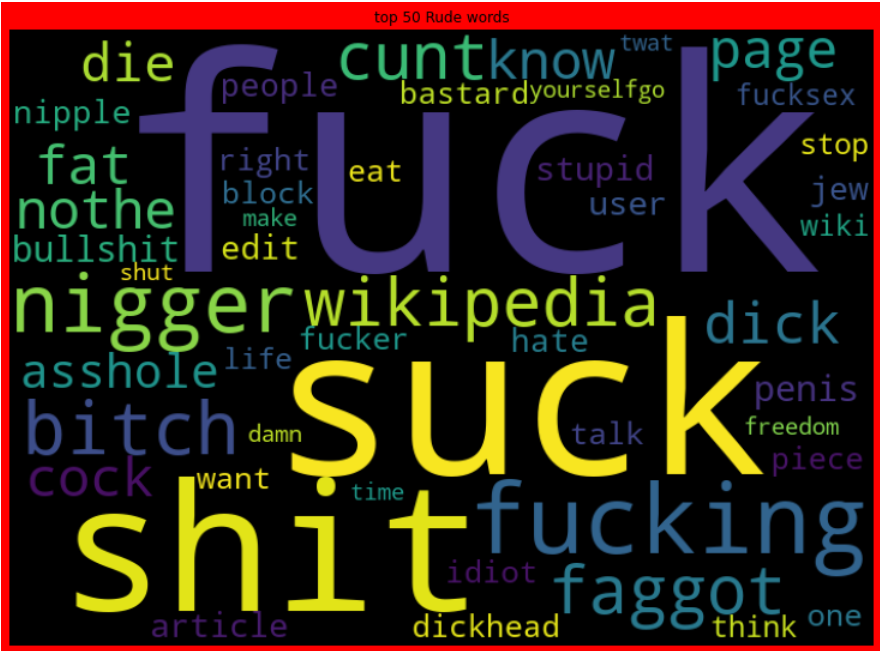 top 50 Rude words
die
cunt
know
twat
page
people
bastard
yourselfgo
fucksex
nipple
fuck
stop
fat
right
eat
stupid
jew
nothe
block
user
make
wiki
bullshit
edit
shut
nigger
wikipedia
dick
fucker
hate
asshole
life
suck
penis
bitch
damn
talk
freedom
cock
want
piece
time
shit
fucking
idiot
faggot
article
dickhead
think
one